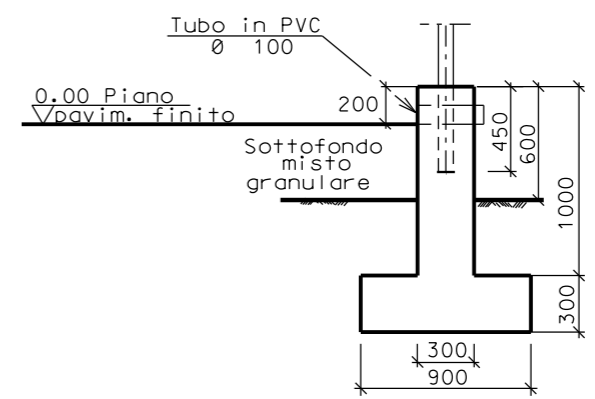 Tubo in PVC
Ø 100
0.00 Piano
pavim. finito
200
Sottofondo
misto
granulare
450
600
1000
300
300
900